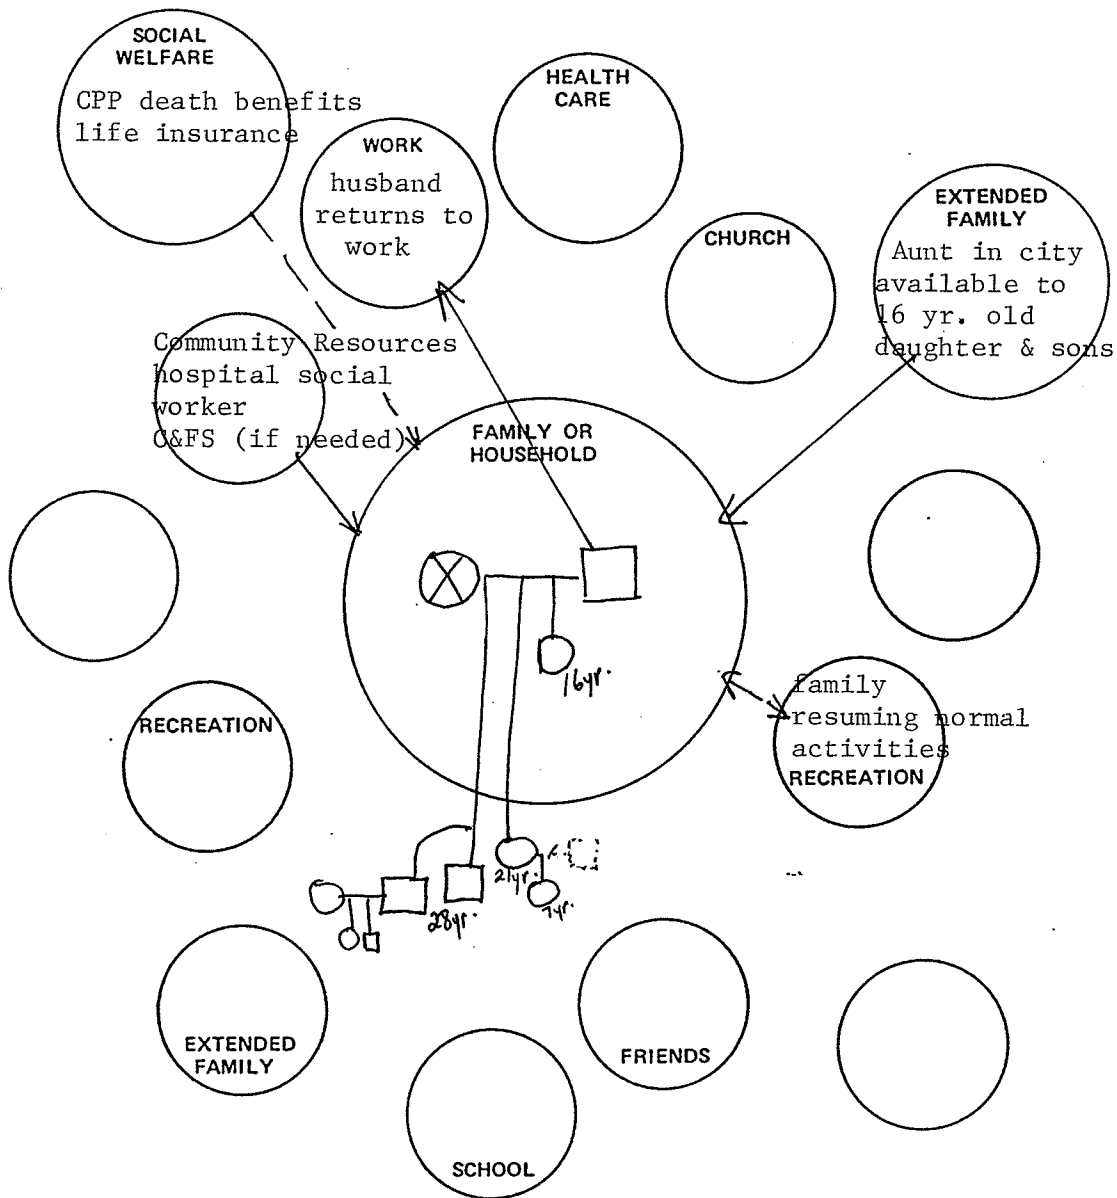 SOCIAL
WELFARE
CPP death benefits
life insurance
WORK
husband
returns to
work
HEALTH
CARE
CHURCH
EXTENDED
FAMILY
Aunt in city
available to
16 yr. old
daughter & sons
Community Resources
hospital social
worker
C&FS (if needed)
FAMILY OR
HOUSEHOLD
16yr.
family
resuming normal
activities
RECREATION
RECREATION
21yr.
7yr.
28yr.
EXTENDED
FAMILY
FRIENDS
SCHOOL